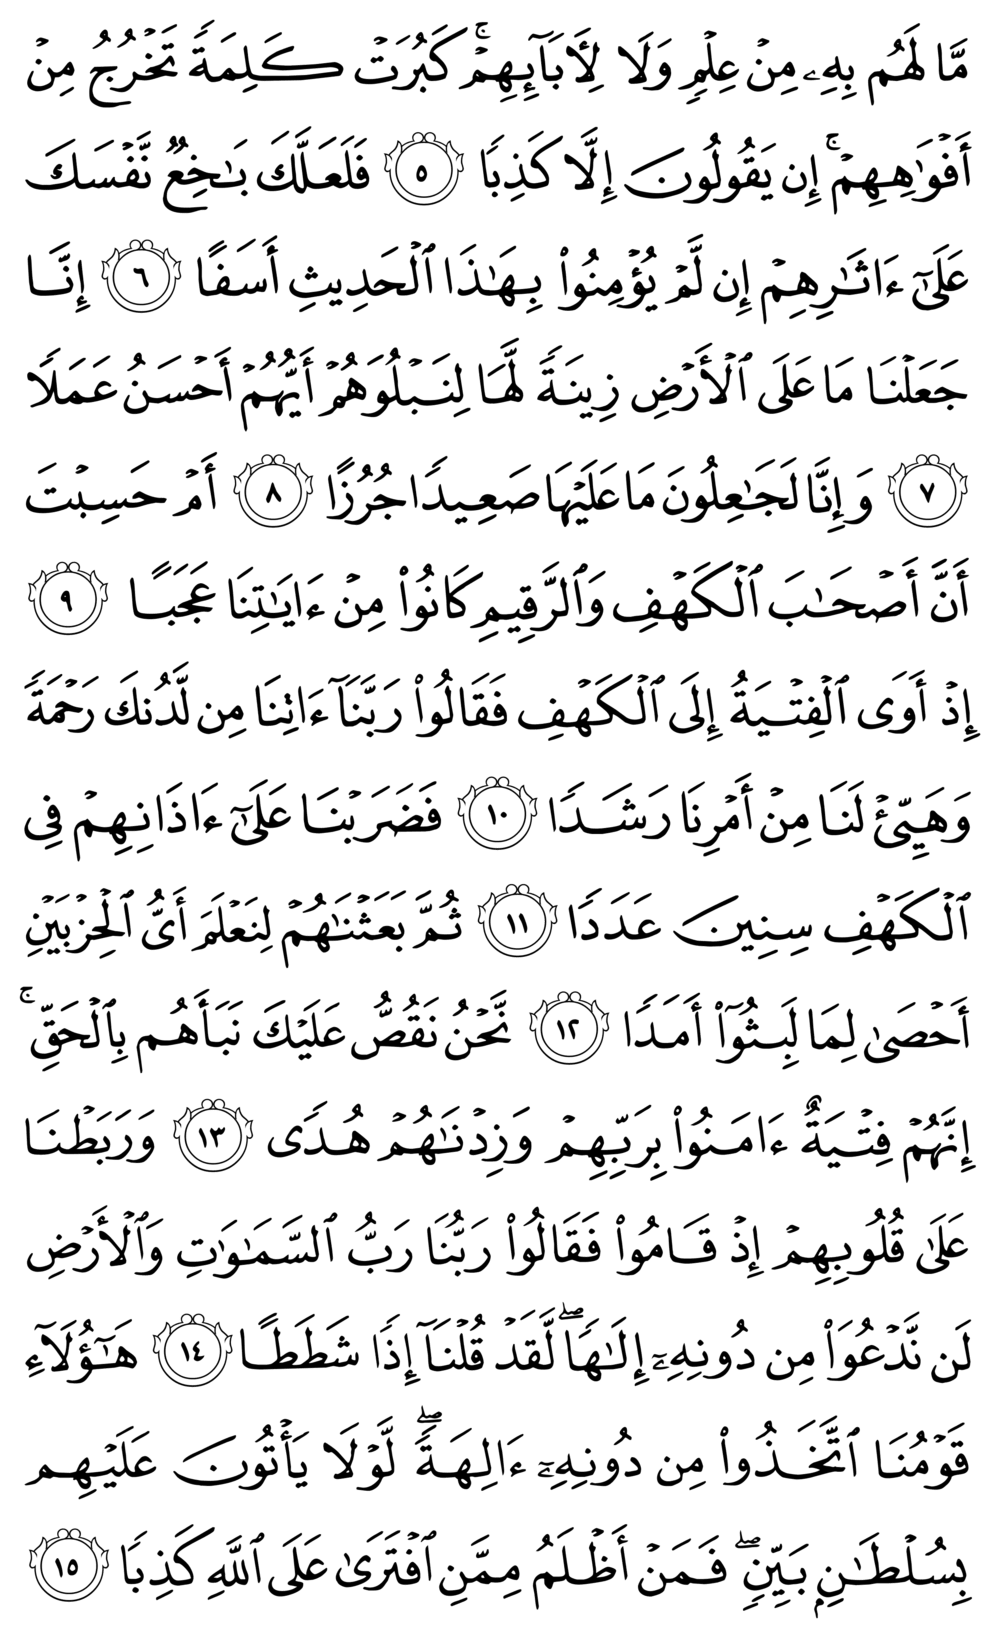 مَّا لَهُم بِهِۦ مِنْ عِلْمٍ وَلَا لِأٓبَآئِهِمْ ۚ كَبُرَتْ كَلِمَةً تَخْرُجُ مِنْ
أَفْوَٰهِهِمْ ۚ إِن يَقُولُونَ إِلَّا كَذِبًا ٥ فَلَعَلَّكَ بَـٰخِعٌ نَّفْسَكَ
عَلَىٰٓ ءَاثَـٰرِهِمْ إِن لَّمْ يُؤْمِنُوا۟ بِهَـٰذَا ٱلْحَدِيثِ أَسَفًا ٦ إِنَّا
جَعَلْنَا مَا عَلَى ٱلْأَرْضِ زِينَةً لَّهَا لِنَبْلُوَهُمْ أَيُّهُمْ أَحْسَنُ عَمَلًا
٧ وَإِنَّا لَجَـٰعِلُونَ مَا عَلَيْهَا صَعِيدًا جُرُزًا ٨ أَمْ حَسِبْتَ
أَنَّ أَصْحَـٰبَ ٱلْكَهْفِ وَٱلرَّقِيمِ كَانُوا۟ مِنْ ءَايَـٰتِنَا عَجَبًا ٩
إِذْ أَوَى ٱلْفِتْيَةُ إِلَى ٱلْكَهْفِ فَقَالُوا۟ رَبَّنَآ ءَاتِنَا مِن لَّدُنكَ رَحْمَةً
وَهَيِّئْ لَنَا مِنْ أَمْرِنَا رَشَدًا ١٠ فَضَرَبْنَا عَلَىٰٓ ءَاذَانِهِمْ فِى
ٱلْكَهْفِ سِنِينَ عَدَدًا ١١ ثُمَّ بَعَثْنَـٰهُمْ لِنَعْلَمَ أَىُّ ٱلْحِزْبَيْنِ
أَحْصَىٰ لِمَا لَبِثُوٓا۟ أَمَدًا ١٢ نَّحْنُ نَقُصُّ عَلَيْكَ نَبَأَهُم بِٱلْحَقِّ ۚ
إِنَّهُمْ فِتْيَةٌ ءَامَنُوا۟ بِرَبِّهِمْ وَزِدْنَـٰهُمْ هُدًى ١٣ وَرَبَطْنَا
عَلَىٰ قُلُوبِهِمْ إِذْ قَامُوا۟ فَقَالُوا۟ رَبُّنَا رَبُّ ٱلسَّمَـٰوَٰتِ وَٱلْأَرْضِ
لَن نَّدْعُوَا۟ مِن دُونِهِۦٓ إِلَـٰهًا ۖ لَّقَدْ قُلْنَآ إِذًا شَطَطًا ١٤ هَـٰٓؤُلَآءِ
قَوْمُنَا ٱتَّخَذُوا۟ مِن دُونِهِۦٓ ءَالِهَةً ۖ لَّوْلَا يَأْتُونَ عَلَيْهِم
بِسُلْطَـٰنٍۭ بَيِّنٍ ۖ فَمَنْ أَظْلَمُ مِمَّنِ ٱفْتَرَىٰ عَلَى ٱللَّهِ كَذِبًا ١٥